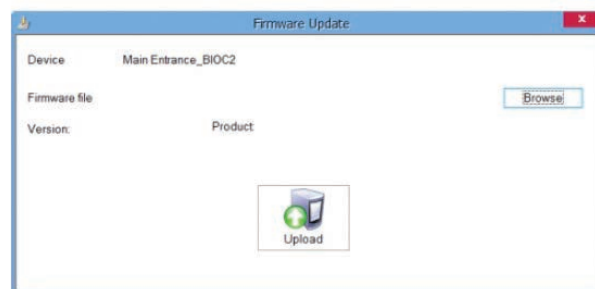 Firmware Update
Device Main Entrance_BIOC2
Firmware file Browse
Version: Product:
Upload